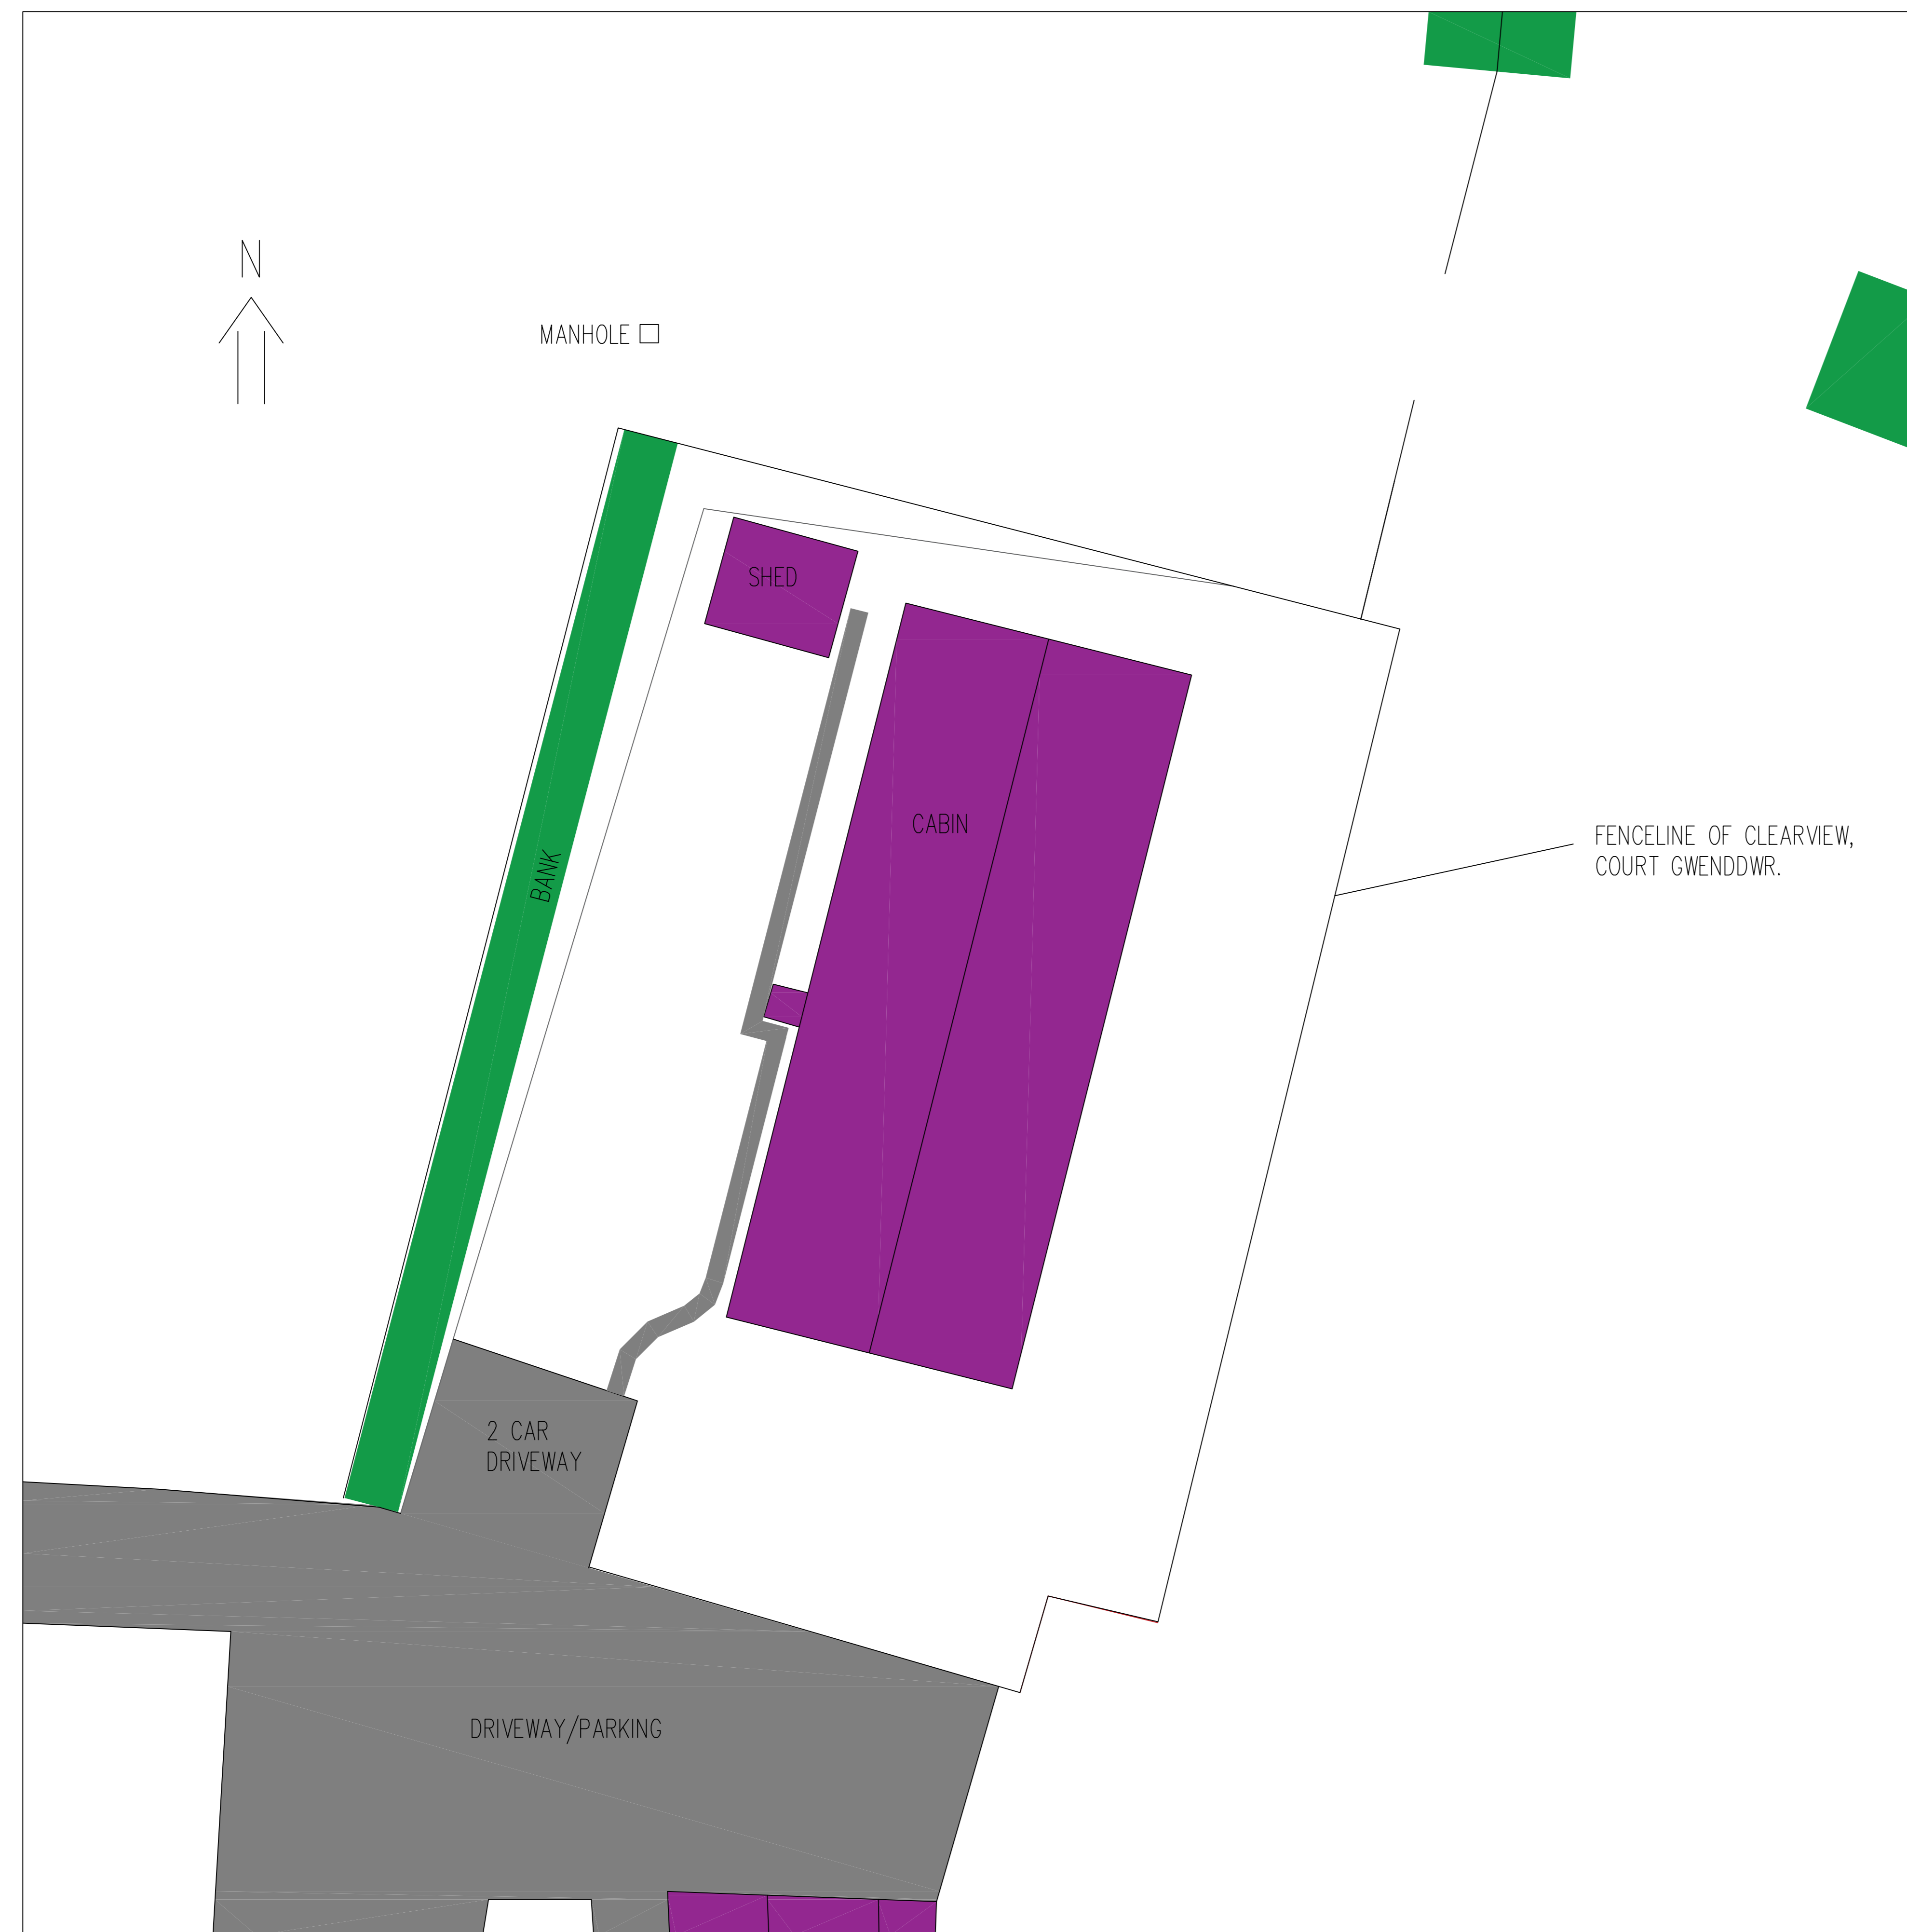 N
MANHOLE
SHED
CABIN
FENCELINE OF CLEARVIEW,
COURT GWENDDWR.
BANK
2 CAR
DRIVEWAY
DRIVEWAY/PARKING